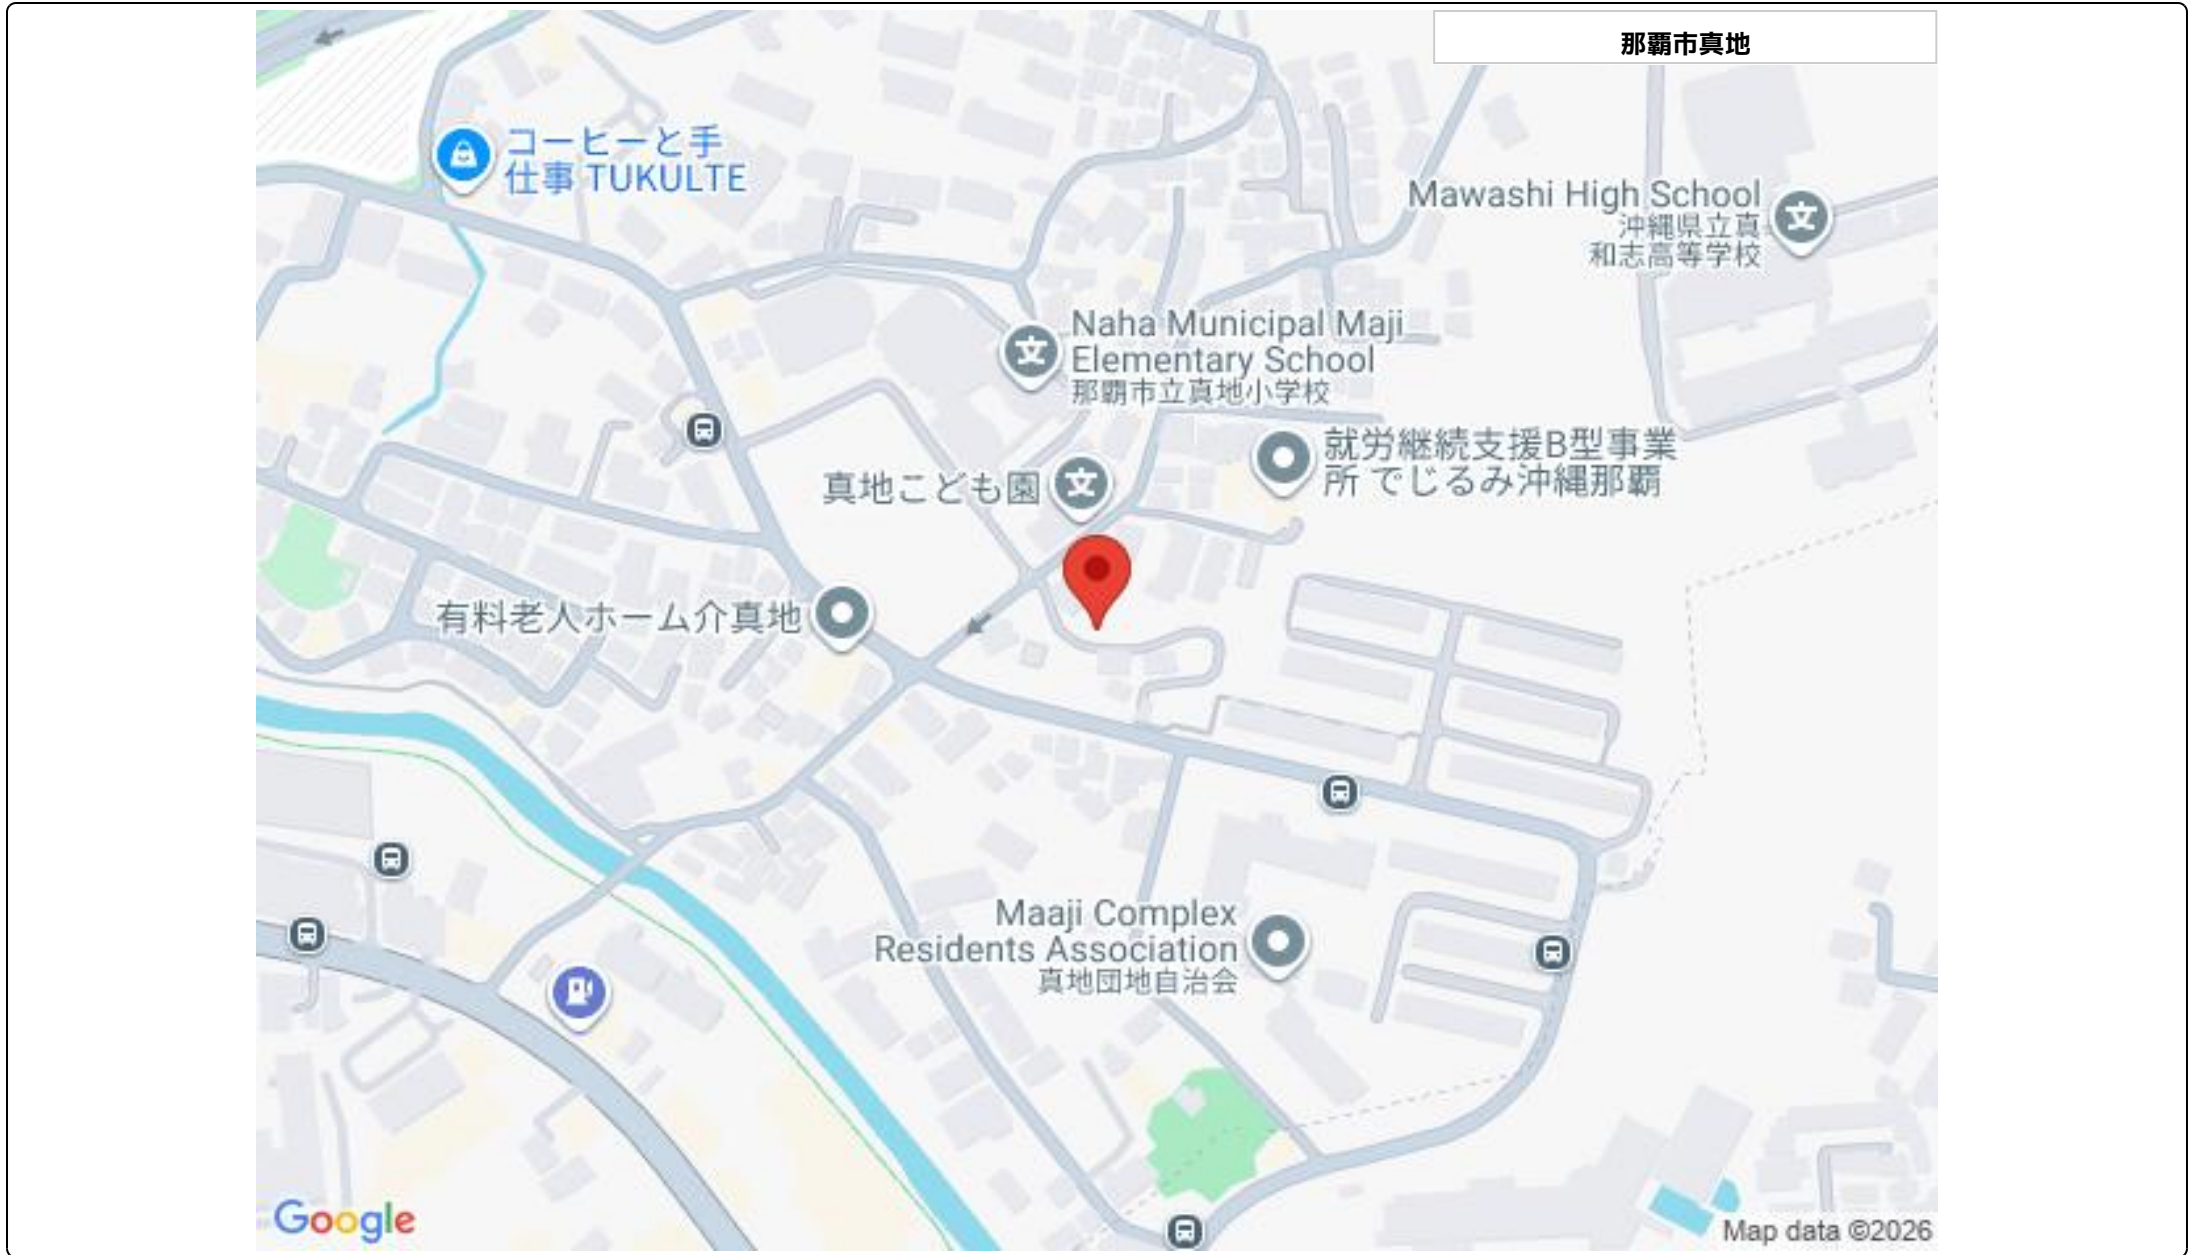 那覇市真地
コーヒーと手
仕事 TUKULTE
Mawashi High School
沖縄県立真
和志高等学校
Naha Municipal Maji
Elementary School
那覇市立真地小学校
就労継続支援B型事業
所 でじるみ沖縄那覇
真地こども園
有料老人ホーム介真地
Maaji Complex
Residents Association
真地団地自治会
Google
Map data ©2026